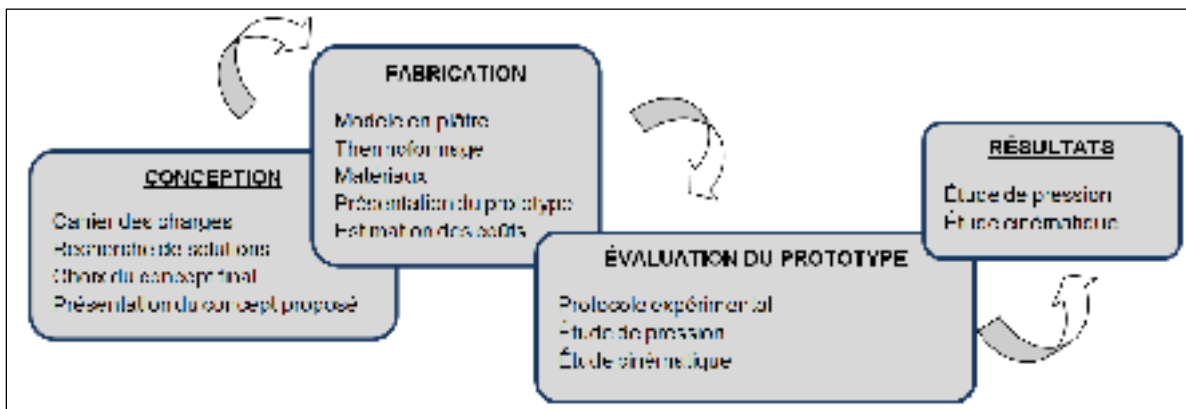 CONCEPTION
Cahier des charges
Recherche de solutions
Choix du concept final
Présentation du concept proposé
FABRICATION
Modèle en plâtre
Thermoformage
Matériaux
Présentation du prototype
Estimation des coûts
ÉVALUATION DU PROTOTYPE
Protocole expérimental
Étude de pression
Étude cinématique
RÉSULTATS
Étude de pression
Étude cinématique